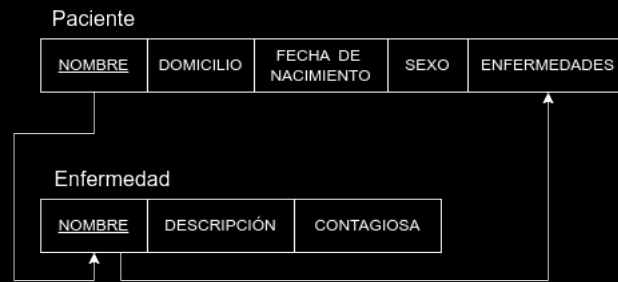 Paciente
NOMBRE DOMICILIO FECHA DE NACIMIENTO SEXO ENFERMEDADES
Enfermedad
NOMBRE DESCRIPCIÓN CONTAGIOSA